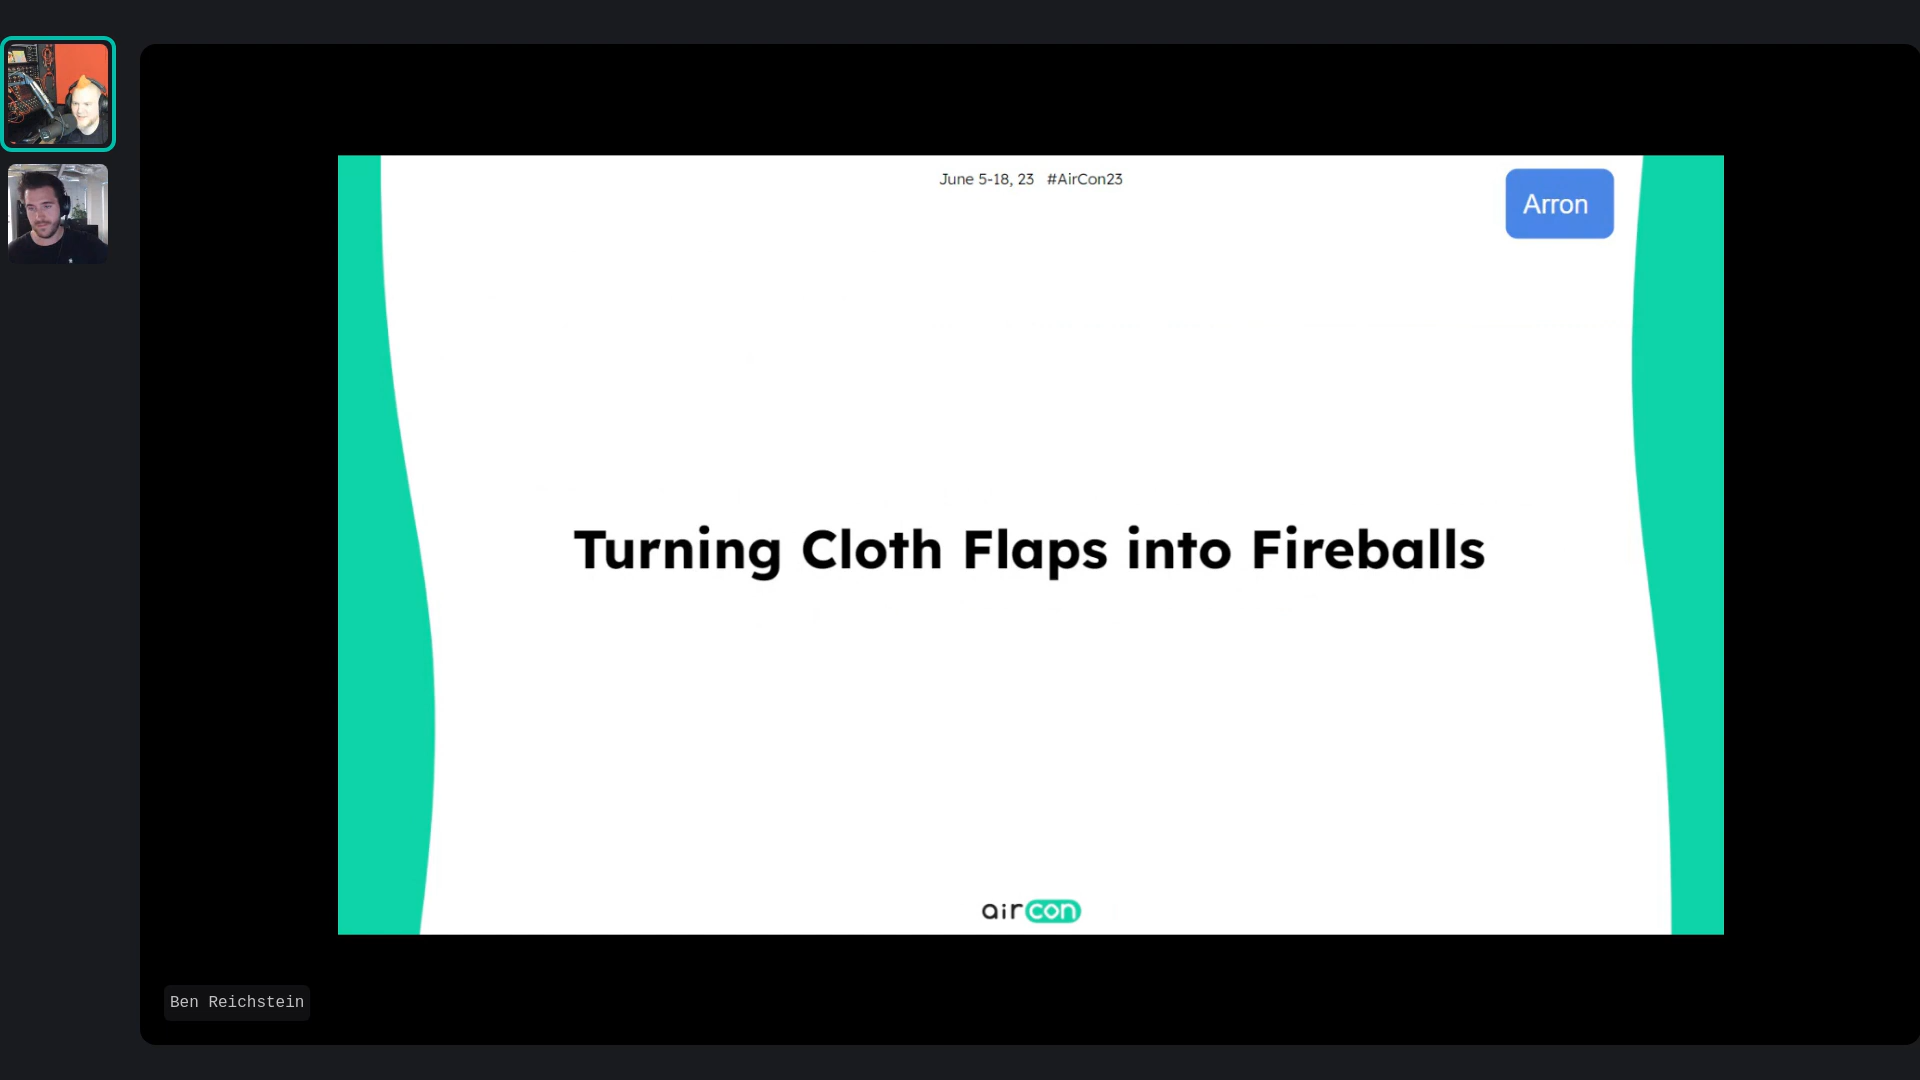 June 5-18, 23 #AirCon23
Arron
Turning Cloth Flaps into Fireballs
aircon
Ben Reichstein